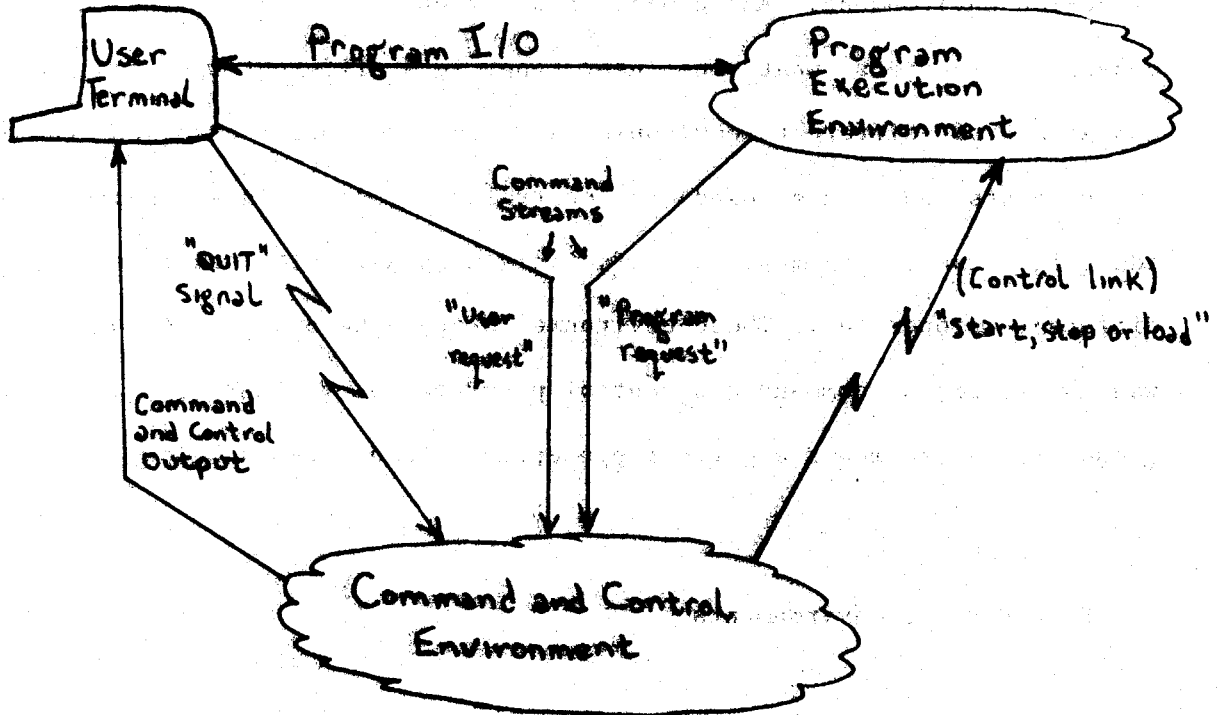 User
Terminal
Program I/O
Program
Execution
Environment
Command
Streams
"QUIT"
Signal
"User
request"
"Program
request"
(Control link)
"start, stop or load"
Command
and Control
Output
Command and Control
Environment